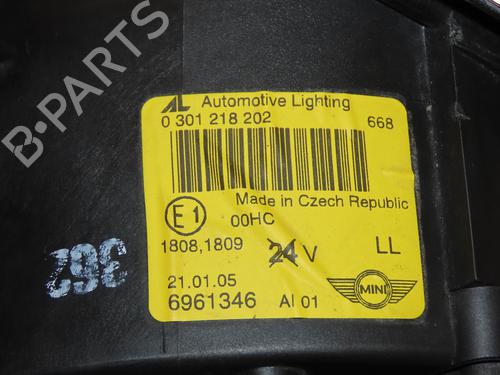 AL Automotive Lighting
0 301 218 202 668
Made in Czech Republic
E1 00HC
1808,1809 24 V LL
21.01.05
6961346 AI 01
MINI
362
B-PARTS